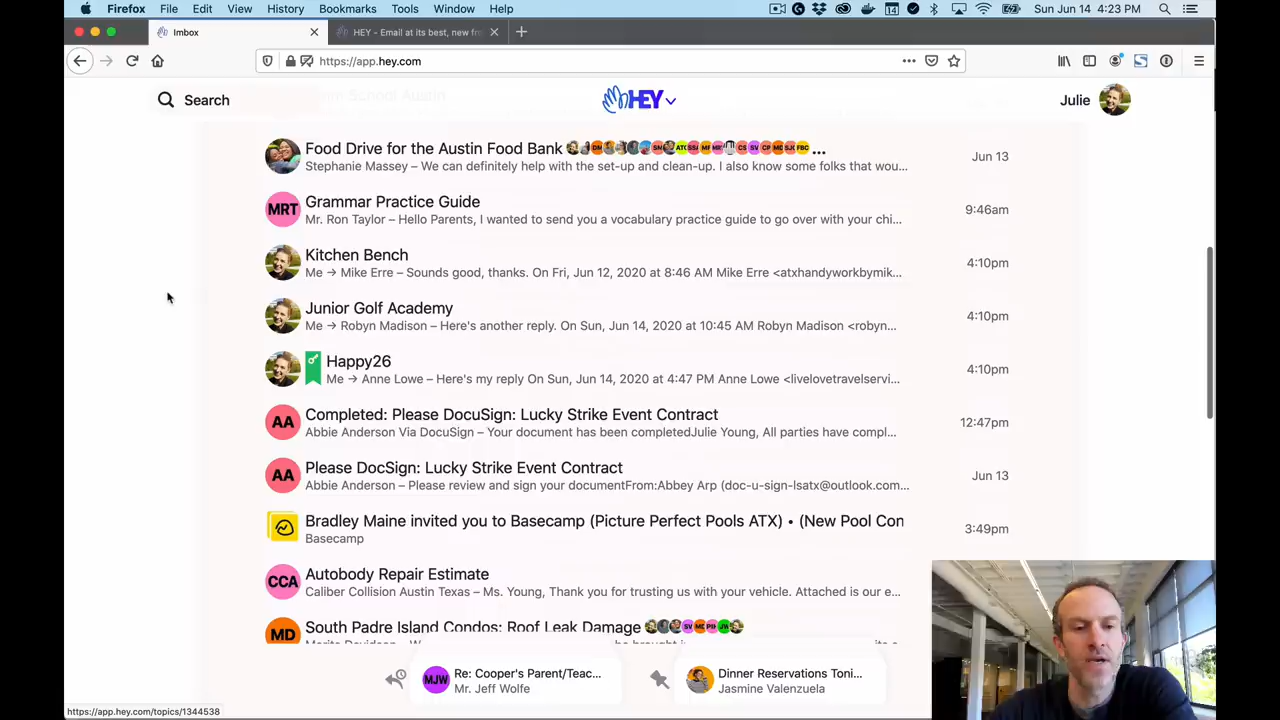 Firefox File Edit View History Bookmarks Tools Window Help
14
Sun Jun 14 4:23 PM
Imbox
HEY - Email at its best, new fr
https://app.hey.com
Search
HEY
Julie
Food Drive for the Austin Food Bank ...
Stephanie Massey – We can definitely help with the set-up and clean-up. I also know some folks that wou...
Jun 13
MRT
Grammar Practice Guide
Mr. Ron Taylor – Hello Parents, I wanted to send you a vocabulary practice guide to go over with your chi...
9:46am
Kitchen Bench
Me → Mike Erre – Sounds good, thanks. On Fri, Jun 12, 2020 at 8:46 AM Mike Erre <atxhandyworkbymik...
4:10pm
Junior Golf Academy
Me → Robyn Madison – Here's another reply. On Sun, Jun 14, 2020 at 10:45 AM Robyn Madison <robyn...
4:10pm
Happy26
Me → Anne Lowe – Here's my reply On Sun, Jun 14, 2020 at 4:47 PM Anne Lowe <livelovetravelservi...
4:10pm
AA
Completed: Please DocuSign: Lucky Strike Event Contract
Abbie Anderson Via DocuSign – Your document has been completedJulie Young, All parties have compl...
12:47pm
AA
Please DocSign: Lucky Strike Event Contract
Abbie Anderson – Please review and sign your documentFrom:Abbey Arp (doc-u-sign-lsatx@outlook.com...
Jun 13
Bradley Maine invited you to Basecamp (Picture Perfect Pools ATX) • (New Pool Con
Basecamp
3:49pm
CCA
Autobody Repair Estimate
Caliber Collision Austin Texas – Ms. Young, Thank you for trusting us with your vehicle. Attached is our e...
MD
South Padre Island Condos: Roof Leak Damage
MJW
Re: Cooper's Parent/Teac...
Mr. Jeff Wolfe
Dinner Reservations Toni...
Jasmine Valenzuela
https://app.hey.com/topics/1344538